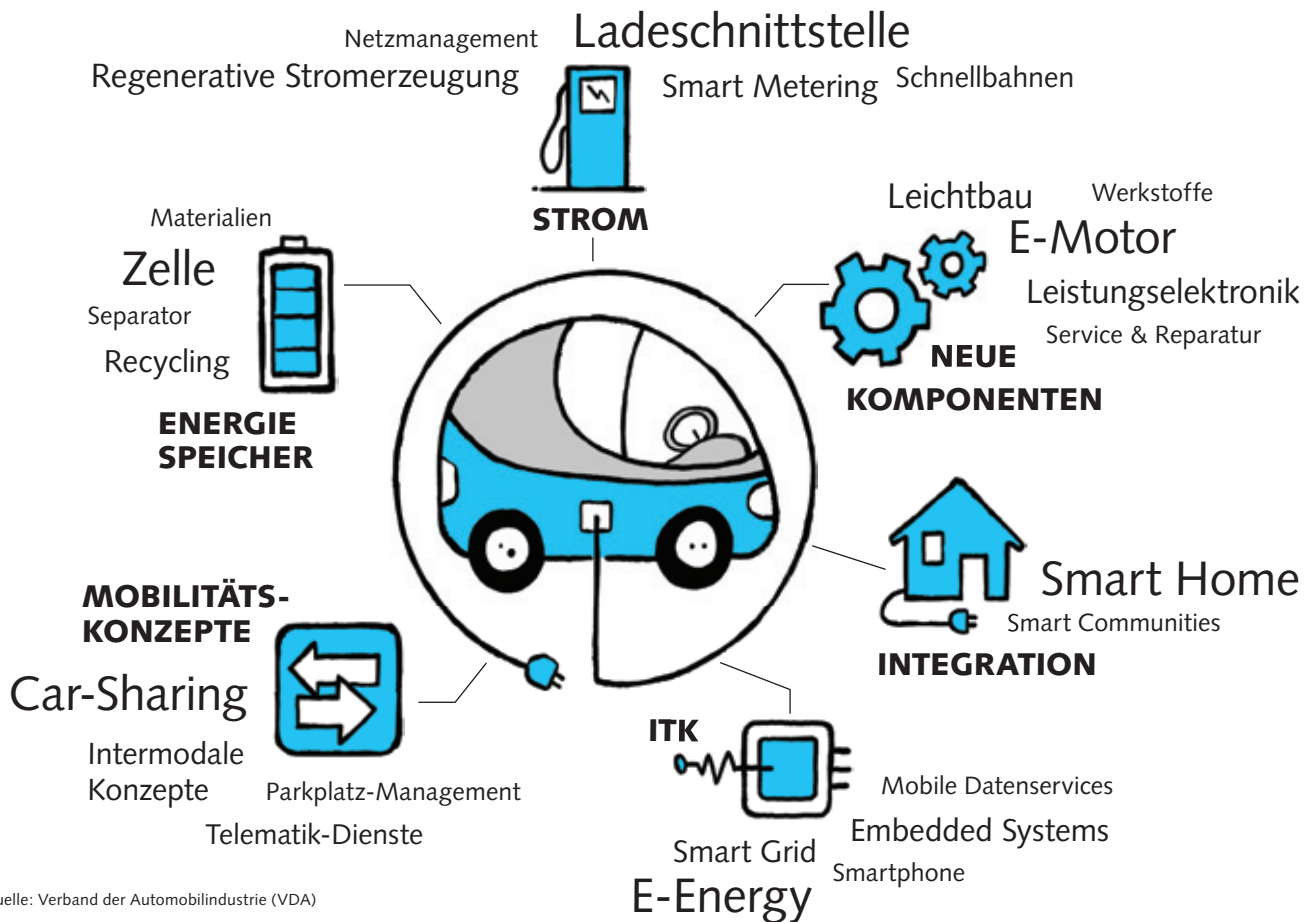 Netzmanagement
Ladeschnittstelle
Regenerative Stromerzeugung
Smart Metering
Schnellbahnen
STROM
Materialien
Zelle
Separator
Recycling
ENERGIE
SPEICHER
Leichtbau
Werkstoffe
E-Motor
Leistungselektronik
Service & Reparatur
NEUE
KOMPONENTEN
MOBILITÄTS-
KONZEPTE
Car-Sharing
Intermodale
Konzepte
Parkplatz-Management
Telematik-Dienste
Smart Home
Smart Communities
INTEGRATION
ITK
Mobile Datenservices
Embedded Systems
Smart Grid
Smartphone
E-Energy
uelle: Verband der Automobilindustrie (VDA)